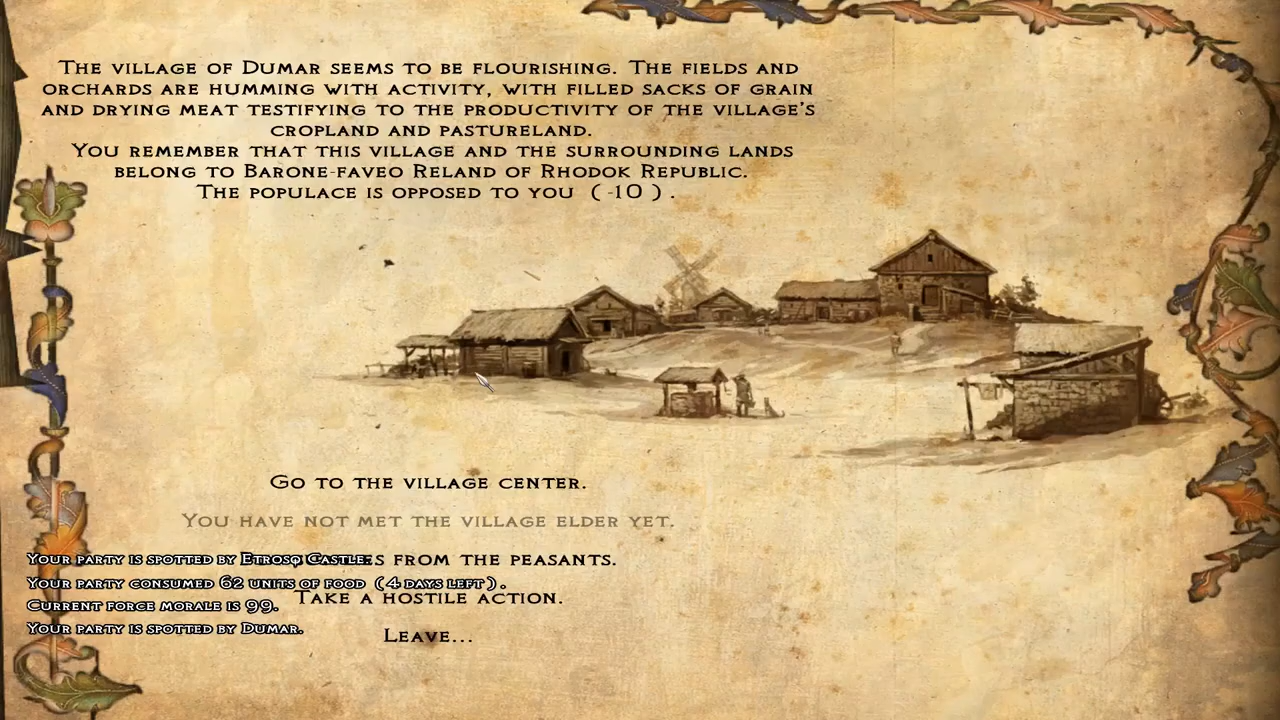 The village of Dumar seems to be flourishing. The fields and
orchards are humming with activity, with filled sacks of grain
and drying meat testifying to the productivity of the village's
cropland and pastureland.
You remember that this village and the surrounding lands
belong to Barone-faveo Reland of Rhodok Republic.
The populace is opposed to you (-10).
Go to the village center.
You have not met the village elder yet.
from the peasants.
Your party is spotted by Etrosq Castle.
Your party consumed 62 units of food (4 days left).
Take a hostile action.
Current force morale is 99.
Your party is spotted by Dumar.
Leave...